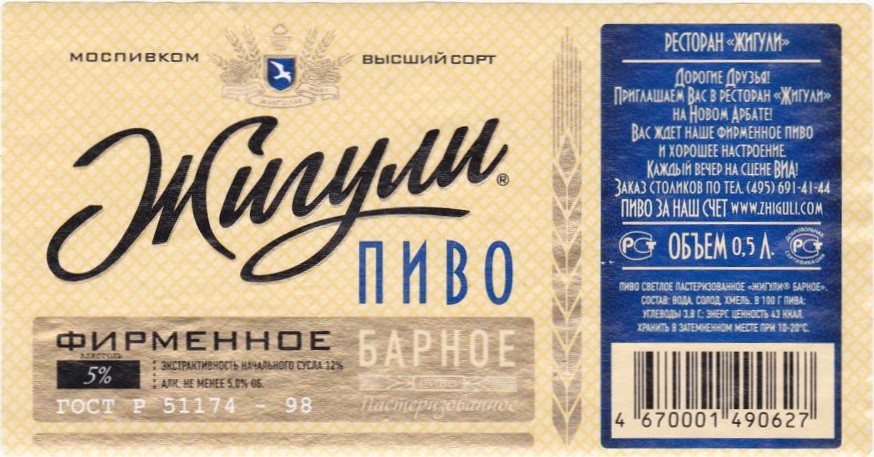 МОСПИВКОМ
ВЫСШИЙ СОРТ
ЖИГУЛИ
Жигули®
ПИВО
ФИРМЕННОЕ
АЛКОГОЛЬ
5%
ЭКСТРАКТИВНОСТЬ НАЧАЛЬНОГО СУСЛА 12%
АЛК. НЕ МЕНЕЕ 5.0% ОБ.
ГОСТ Р 51174 - 98
БАРНОЕ
Пастеризованное
РЕСТОРАН «ЖИГУЛИ»
ДОРОГИЕ ДРУЗЬЯ!
ПРИГЛАШАЕМ ВАС В РЕСТОРАН «ЖИГУЛИ»
НА НОВОМ АРБАТЕ!
ВАС ЖДЕТ НАШЕ ФИРМЕННОЕ ПИВО
И ХОРОШЕЕ НАСТРОЕНИЕ.
КАЖДЫЙ ВЕЧЕР НА СЦЕНЕ ВИА!
ЗАКАЗ СТОЛИКОВ ПО ТЕЛ. (495) 691-41-44
ПИВО ЗА НАШ СЧЕТ WWW.ZHIGULI.COM
РСТ ОБЪЕМ 0,5 Л. ДОБРОВОЛЬНАЯ РСТ СЕРТИФИКАЦИЯ
ПИВО СВЕТЛОЕ ПАСТЕРИЗОВАННОЕ «ЖИГУЛИ® БАРНОЕ».
СОСТАВ: ВОДА, СОЛОД, ХМЕЛЬ. В 100 Г ПИВА:
УГЛЕВОДЫ 3,8 Г; ЭНЕРГ. ЦЕННОСТЬ 43 ККАЛ.
ХРАНИТЬ В ЗАТЕМНЕННОМ МЕСТЕ ПРИ 10-20°С.
4 670001 490627